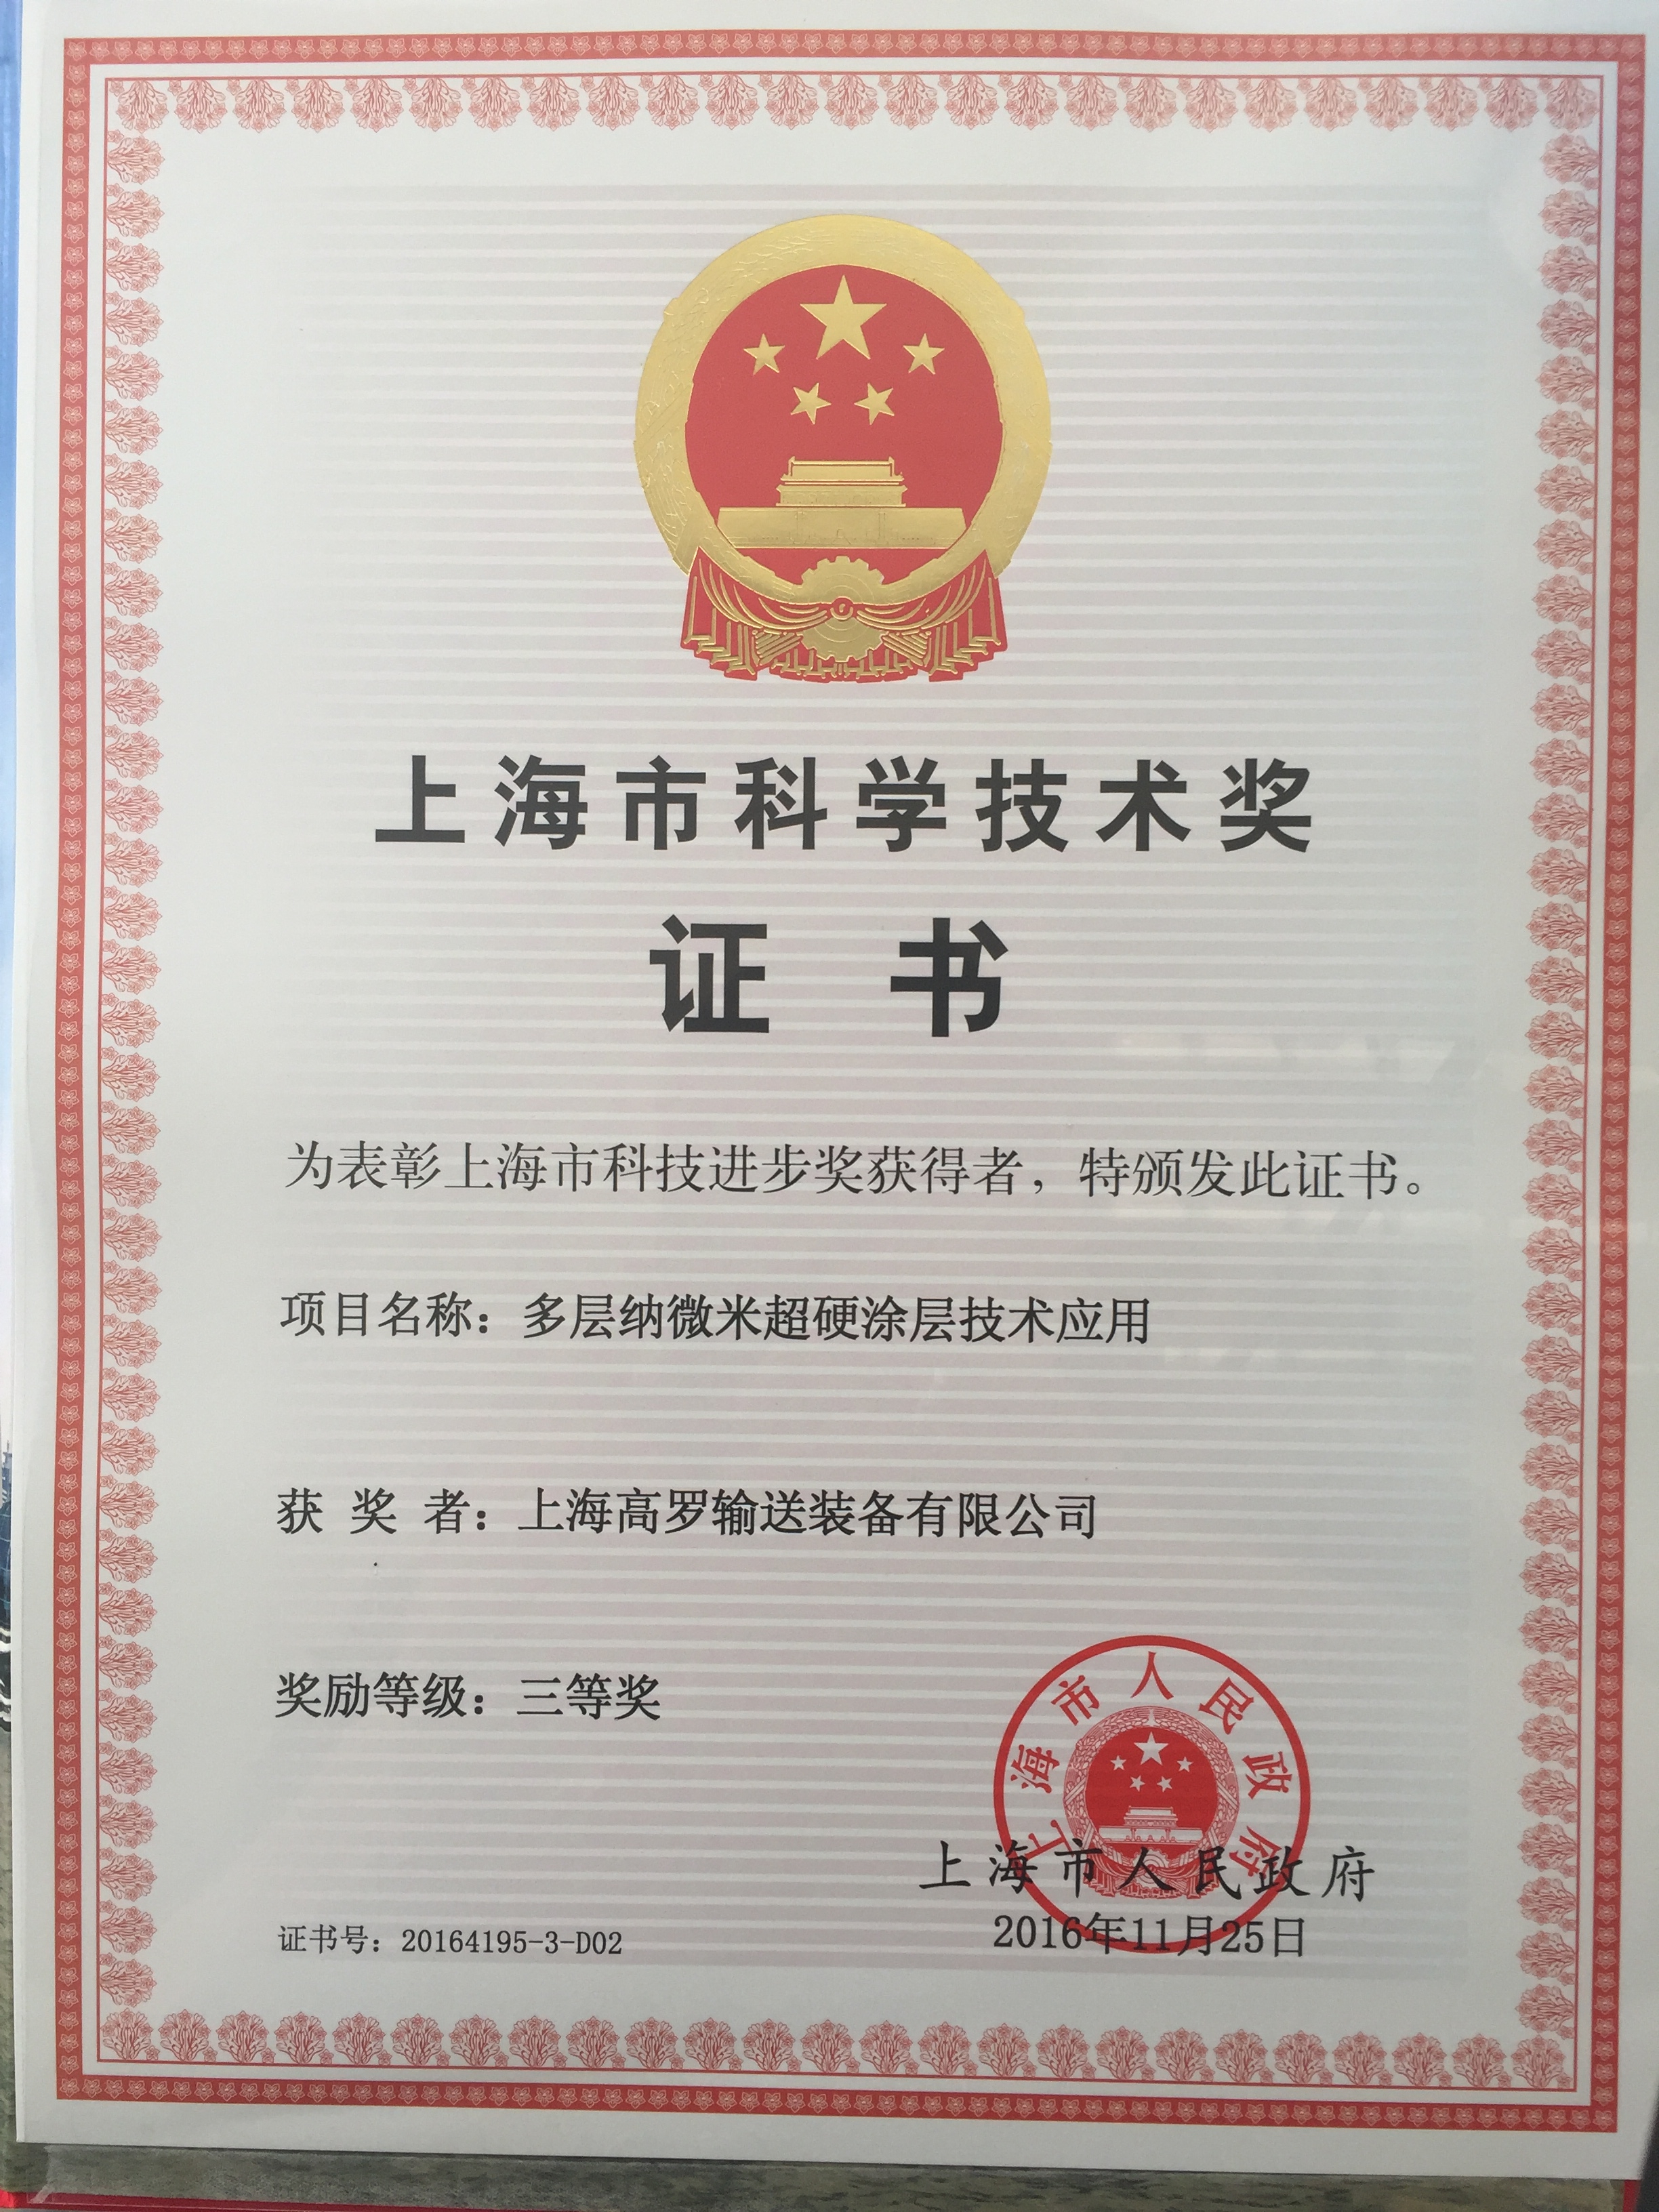 上海市科学技术奖
证书
为表彰上海市科技进步奖获得者，特颁发此证书。
项目名称：多层纳微米超硬涂层技术应用
获奖者：上海高罗输送装备有限公司
奖励等级：三等奖
上海市人民政府
上海市人民政府
2016年11月25日
证书号：20164195-3-D02